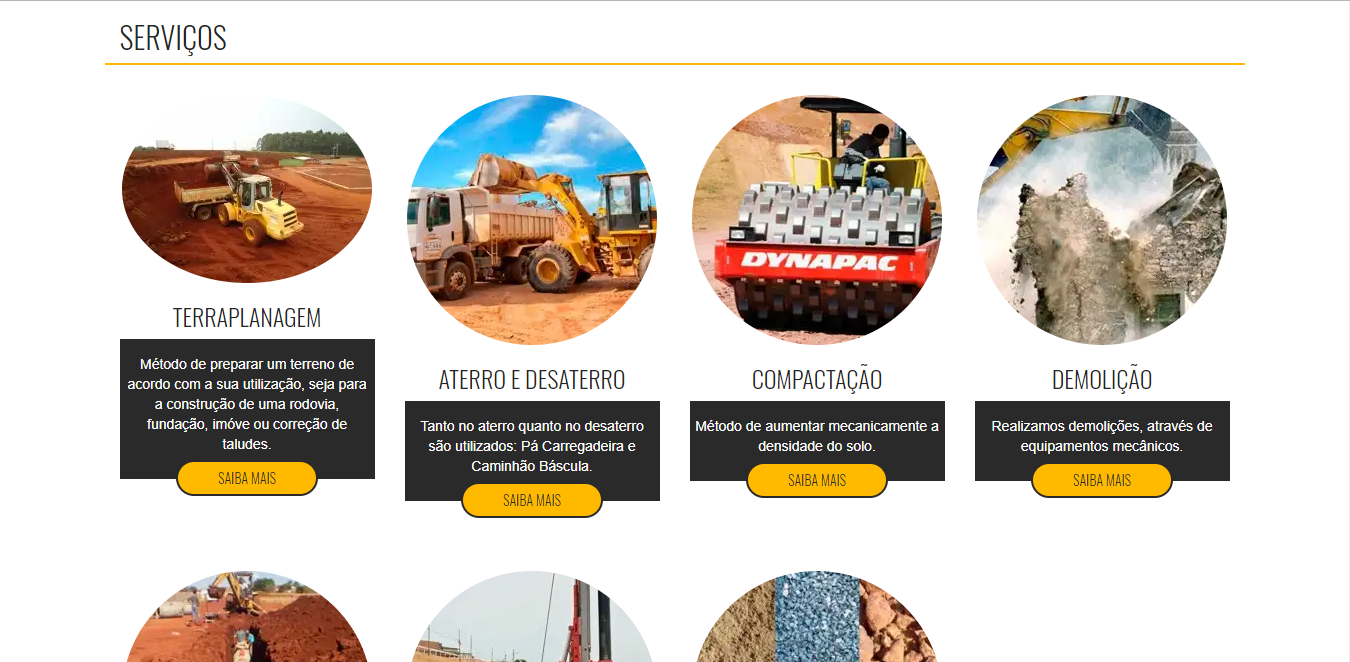 SERVIÇOS
TERRAPLANAGEM
Método de preparar um terreno de
acordo com a sua utilização, seja para
a construção de uma rodovia,
fundação, imóve ou correção de
taludes.
SAIBA MAIS
ATERRO E DESATERRO
Tanto no aterro quanto no desaterro
são utilizados: Pá Carregadeira e
Caminhão Báscula.
SAIBA MAIS
DYNAPAC
COMPACTAÇÃO
Método de aumentar mecanicamente a
densidade do solo.
SAIBA MAIS
DEMOLIÇÃO
Realizamos demolições, através de
equipamentos mecânicos.
SAIBA MAIS